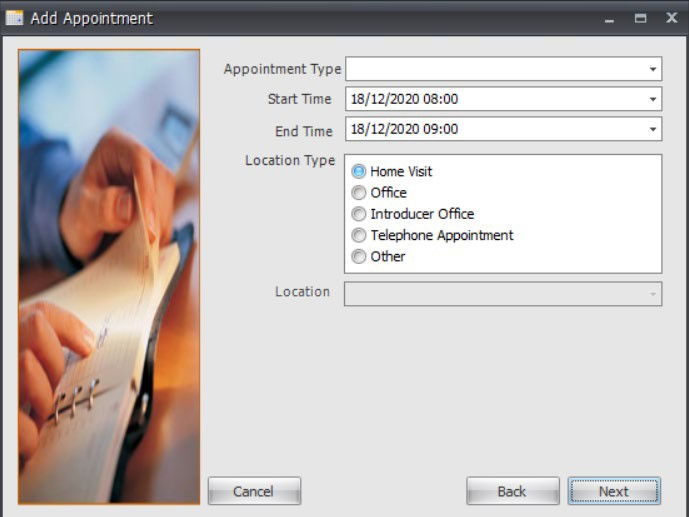 Add Appointment
Appointment Type
Start Time 18/12/2020 08:00
End Time 18/12/2020 09:00
Location Type
Home Visit
Office
Introducer Office
Telephone Appointment
Other
Location
Cancel Back Next